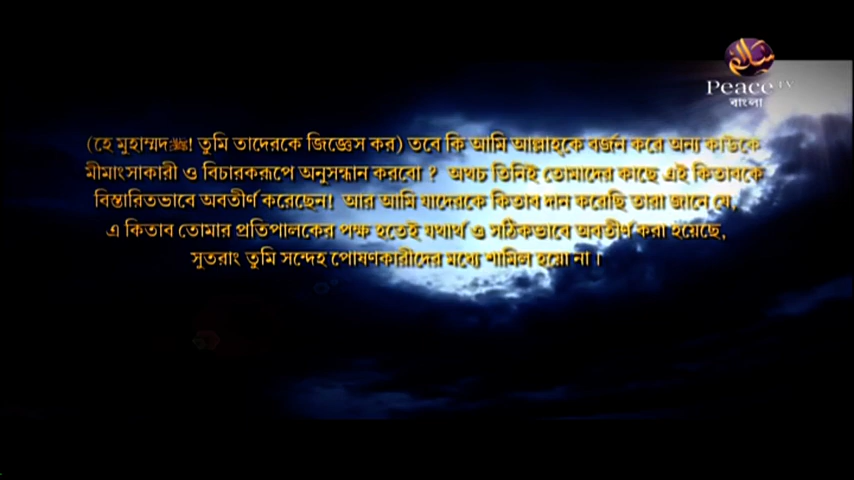 Peace TV
বাংলা
(হে মুহাম্মদ ﷺ! তুমি তাদেরকে জিজ্ঞেস কর) তবে কি আমি আল্লাহ্‌কে বর্জন করে অন্য কাউকে
মীমাংসাকারী ও বিচারকরূপে অনুসন্ধান করবো ? অথচ তিনিই তোমাদের কাছে এই কিতাবকে
বিস্তারিতভাবে অবতীর্ণ করেছেন! আর আমি যাদেরকে কিতাব দান করেছি তারা জানে যে,
এ কিতাব তোমার প্রতিপালকের পক্ষ হতেই যথার্থ ও সঠিকভাবে অবতীর্ণ করা হয়েছে,
সুতরাং তুমি সন্দেহ পোষণকারীদের মধ্যে শামিল হয়ো না ।